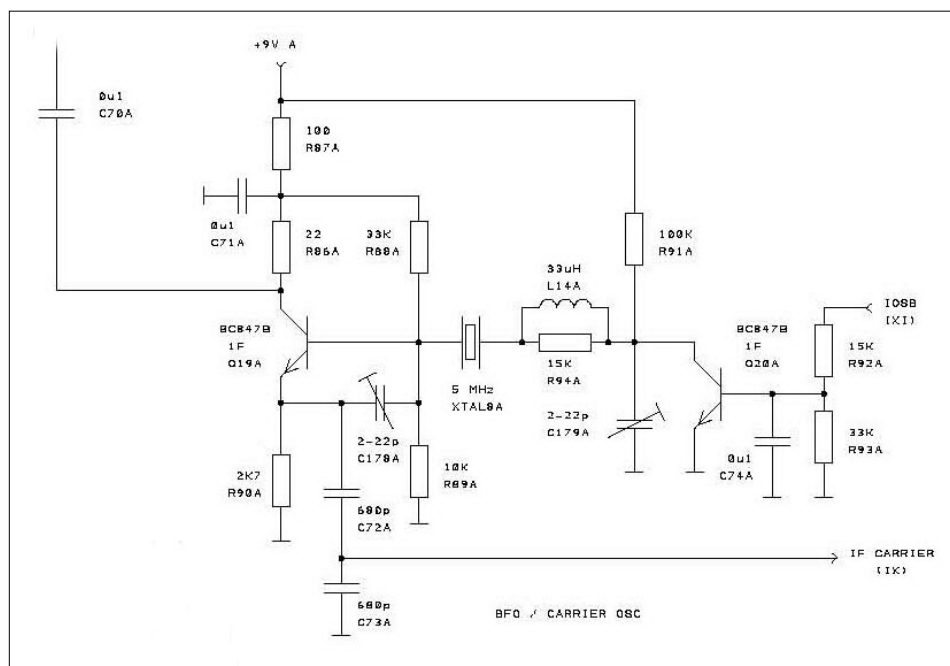 +9V A
0u1
C70A
100
R87A
0u1
C71A
22
R86A
33K
R88A
100K
R91A
33uH
L14A
IOSB
(XI)
BC847B
1F
Q19A
BC847B
1F
Q20A
15K
R92A
15K
R94A
5 MHz
XTAL8A
2-22p
C178A
2-22p
C179A
33K
R93A
0u1
C74A
2K7
R90A
10K
R89A
680p
C72A
IF CARRIER
(IK)
680p
C73A
BFO / CARRIER OSC